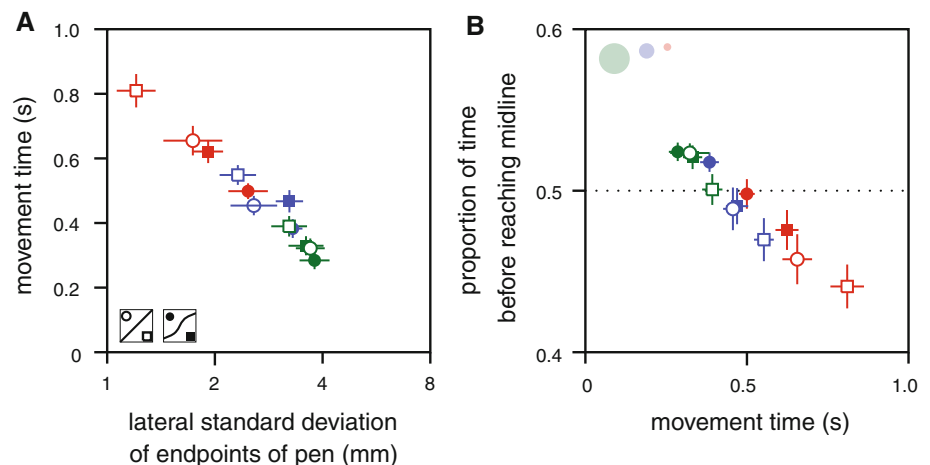 A
1.0
0.8
0.6
0.4
0.2
0
movement time (s)
1
2
4
8
lateral standard deviation
of endpoints of pen (mm)
B
0.6
0.5
0.4
proportion of time
before reaching midline
0
0.5
1.0
movement time (s)